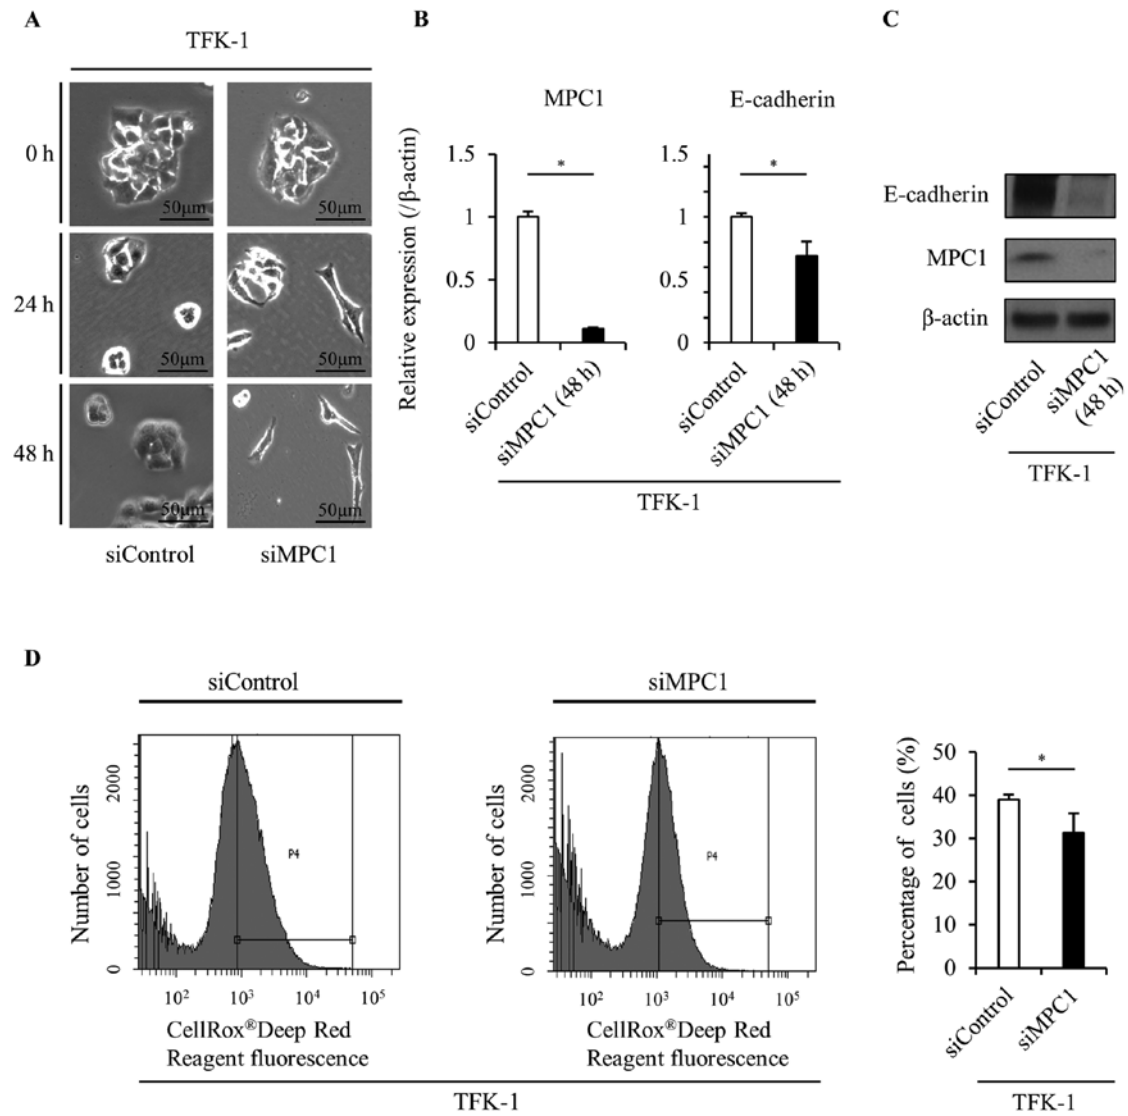 A
TFK-1
0 h
50μm
50μm
24 h
50μm
50μm
48 h
50μm
50μm
siControl
siMPC1
B
MPC1
E-cadherin
Relative expression (/β-actin)
1.5
1
0.5
0
*
1.5
1
0.5
0
*
siControl
siMPC1 (48 h)
siControl
siMPC1 (48 h)
TFK-1
C
E-cadherin
MPC1
β-actin
siControl
siMPC1
(48 h)
TFK-1
D
siControl
Number of cells
2000
1000
0
P4
10² 10³ 10⁴ 10⁵
CellRox®Deep Red
Reagent fluorescence
siMPC1
Number of cells
2000
1000
0
P4
10² 10³ 10⁴ 10⁵
CellRox®Deep Red
Reagent fluorescence
TFK-1
Percentage of cells (%)
50
40
30
20
10
0
*
siControl
siMPC1
TFK-1